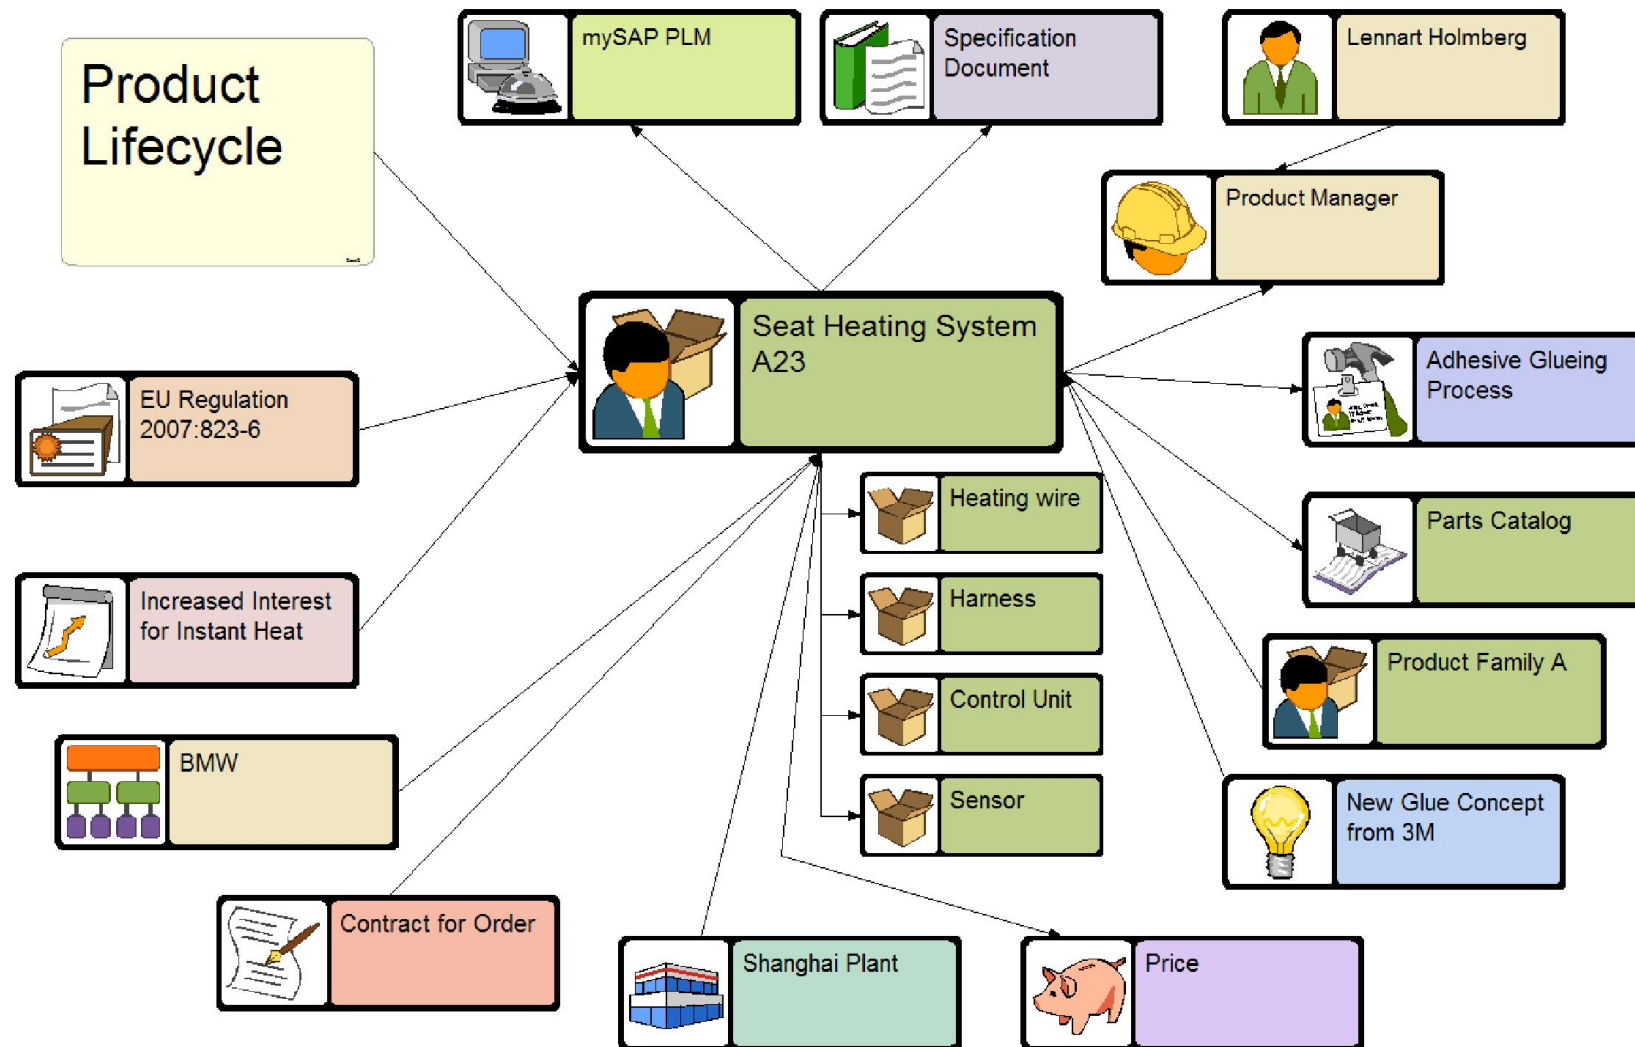 Product
Lifecycle
mySAP PLM
Specification
Document
Lennart Holmberg
Product Manager
Seat Heating System
A23
Adhesive Glueing
Process
EU Regulation
2007:823-6
Heating wire
Parts Catalog
Increased Interest
for Instant Heat
Harness
Product Family A
Control Unit
BMW
Sensor
New Glue Concept
from 3M
Contract for Order
Shanghai Plant
Price